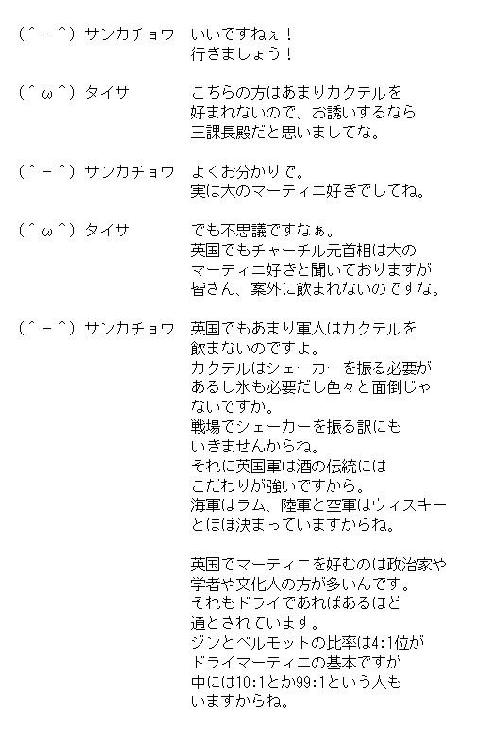 (＾－＾) サンカチョワ　いいですねぇ！
行きましょう！
(＾ω＾) タイサ　こちらの方はあまりカクテルを
好まれないので、お誘いするなら
三課長殿だと思いましてな。
(＾－＾) サンカチョワ　よくお分かりで。
実は大のマーティニ好きでしてね。
(＾ω＾) タイサ　でも不思議ですなぁ。
英国でもチャーチル元首相は大の
マーティニ好きと聞いておりますが
皆さん、案外に飲まれないのですな。
(＾－＾) サンカチョワ　英国でもあまり軍人はカクテルを
飲まないのですよ。
カクテルはシェーカーを振る必要が
あるし氷も必要だし色々と面倒じゃ
ないですか。
戦場でシェーカーを振る訳にも
いきませんからね。
それに英国軍は酒の伝統には
こだわりが強いですから。
海軍はラム、陸軍と空軍はウィスキー
とほぼ決まっていますからね。
英国でマーティニを好むのは政治家や
学者や文化人の方が多いんです。
それもドライであればあるほど
通とされています。
ジンとベルモットの比率は4:1位が
ドライマーティニの基本ですが
中には10:1とか99:1という人も
いますからね。